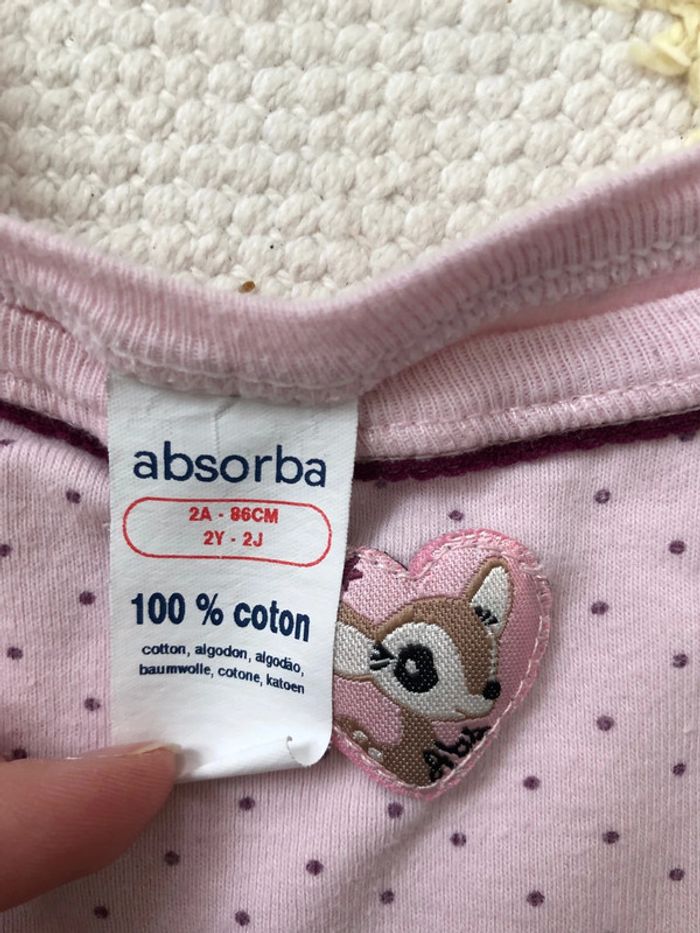 absorba
2A - 86CM
2Y - 2J
100 % coton
cotton, algodon, algodão,
baumwolle, cotone, katoen